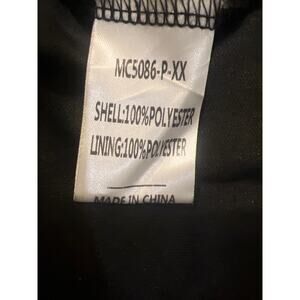 MC5086-P-XX
SHELL:100%POLYESTER
LINING:100%POLYESTER
MADE IN CHINA